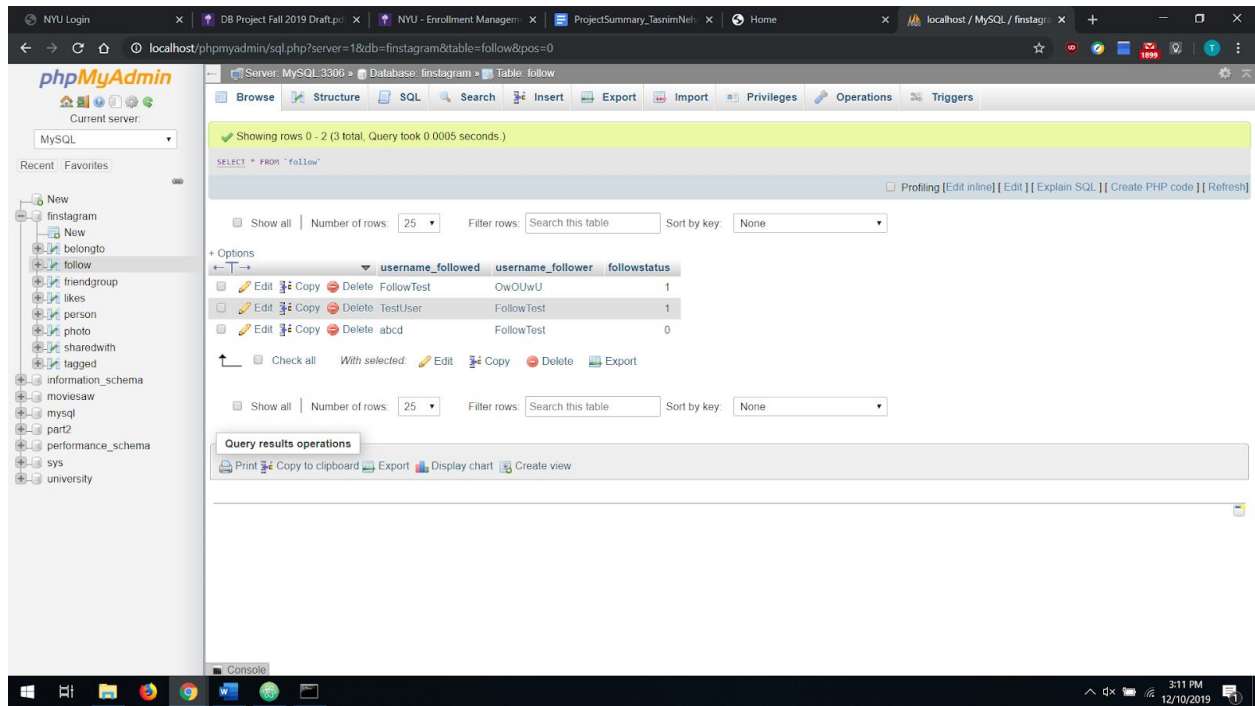 NYU Login
DB Project Fall 2019 Draft.pd
NYU - Enrollment Managem
ProjectSummary_TasnimNeh
Home
localhost / MySQL / finstagra
localhost/phpmyadmin/sql.php?server=1&db=finstagram&table=follow&pos=0
1899
T
phpMyAdmin
Current server:
MySQL
Recent Favorites
New
finstagram
New
belongto
follow
friendgroup
likes
person
photo
sharedwith
tagged
information_schema
moviesaw
mysql
part2
performance_schema
sys
university
Server: MySQL:3306 » Database: finstagram » Table: follow
Browse Structure SQL Search Insert Export Import Privileges Operations Triggers
Showing rows 0 - 2 (3 total, Query took 0.0005 seconds.)
SELECT * FROM `follow`
Profiling [Edit inline] [ Edit ] [ Explain SQL ] [ Create PHP code ] [ Refresh]
Show all | Number of rows: 25 Filter rows: Search this table Sort by key: None
+ Options
←T→ username_followed username_follower followstatus
Edit Copy Delete FollowTest OwOUwU 1
Edit Copy Delete TestUser FollowTest 1
Edit Copy Delete abcd FollowTest 0
Check all With selected: Edit Copy Delete Export
Show all | Number of rows: 25 Filter rows: Search this table Sort by key: None
Query results operations
Print Copy to clipboard Export Display chart Create view
Console
3:11 PM
12/10/2019
1